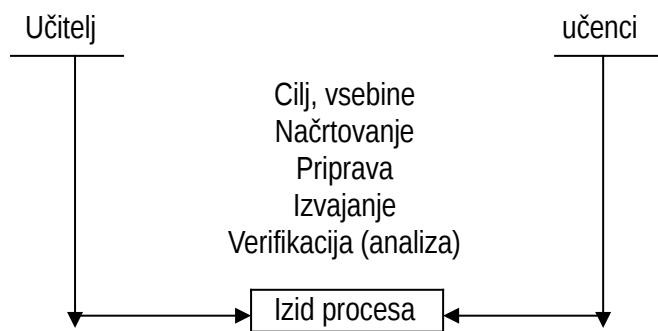 Učitelj
učenci
Cilj, vsebine
Načrtovanje
Priprava
Izvajanje
Verifikacija (analiza)
Izid procesa